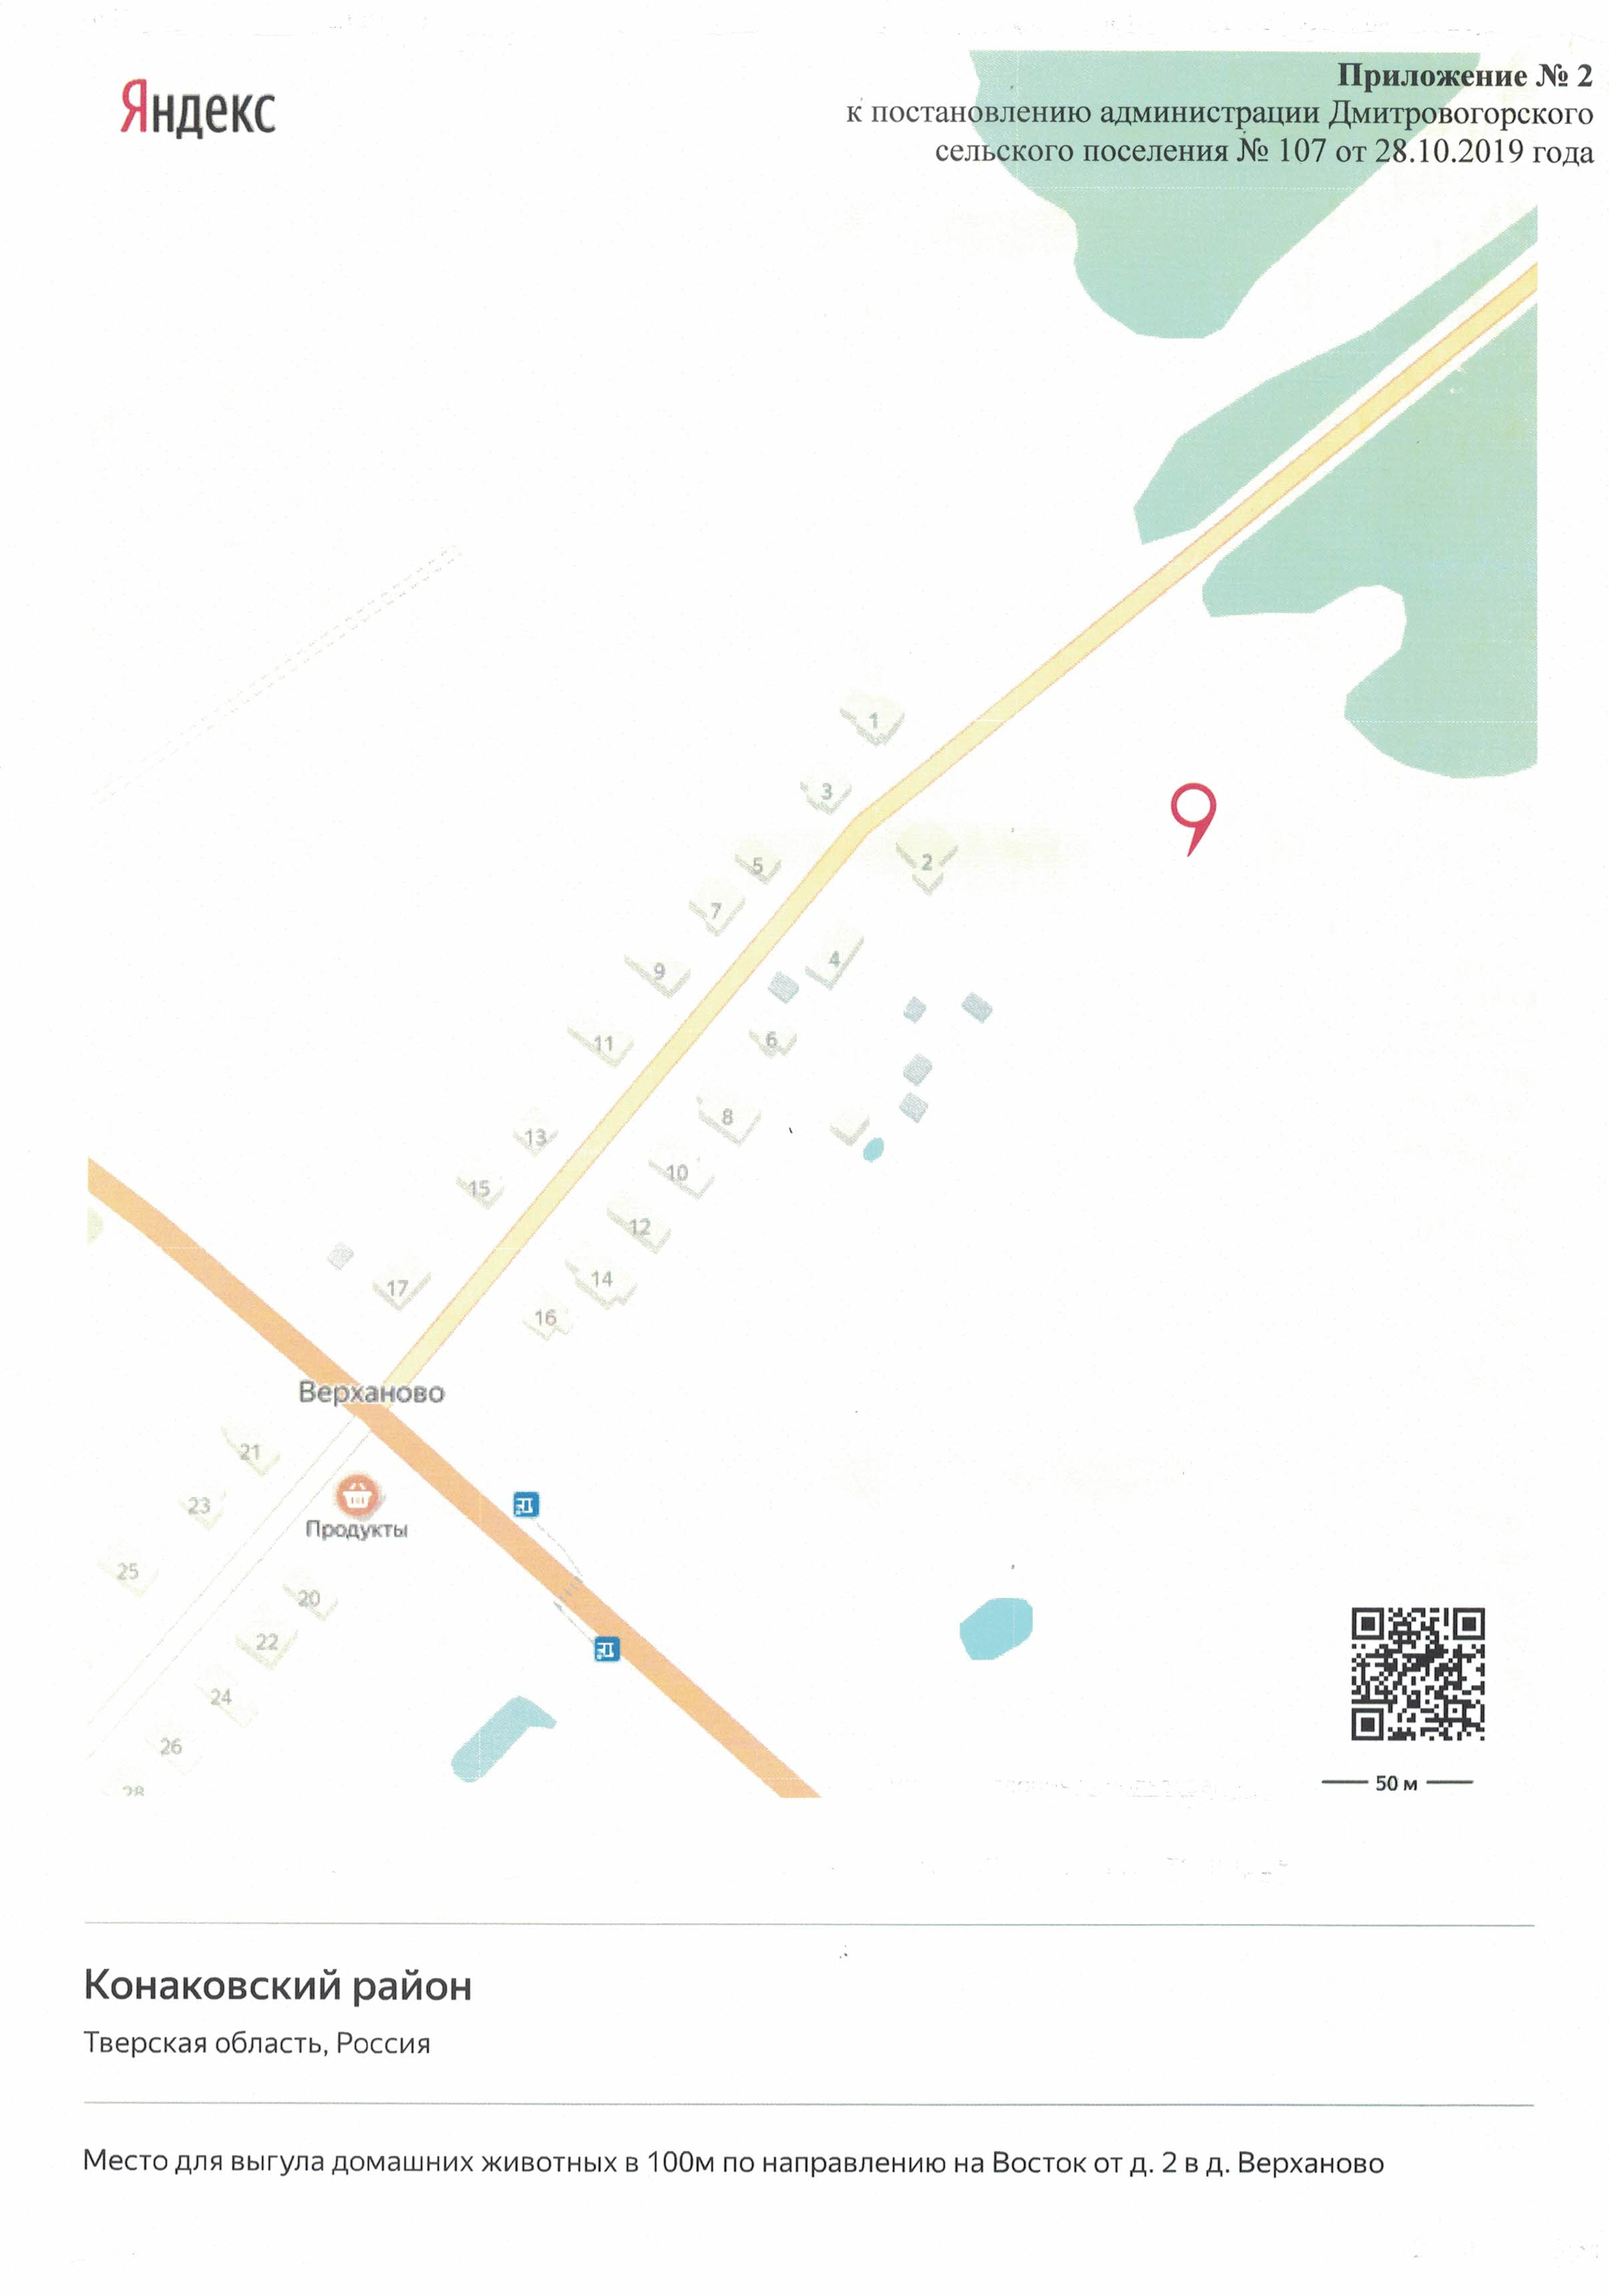 Яндекс
Приложение № 2
к постановлению администрации Дмитровогорского
сельского поселения № 107 от 28.10.2019 года
1
3
2
5
7
4
9
6
11
8
13
10
15
12
14
17
16
Верханово
21
23
Продукты
25
20
22
24
26
28
50 м
Конаковский район
Тверская область, Россия
Место для выгула домашних животных в 100м по направлению на Восток от д. 2 в д. Верханово